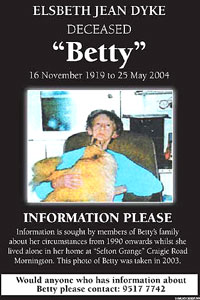 ELSBETH JEAN DYKE
DECEASED
“Betty”
16 November 1919 to 25 May 2004
INFORMATION PLEASE
Information is sought by members of Betty's family
about her circumstances from 1990 onwards whilst she
lived alone in her home at "Sefton Grange" Craigie Road
Mornington. This photo of Betty was taken in 2003.
Would anyone who has information about
Betty please contact: 9517 7742